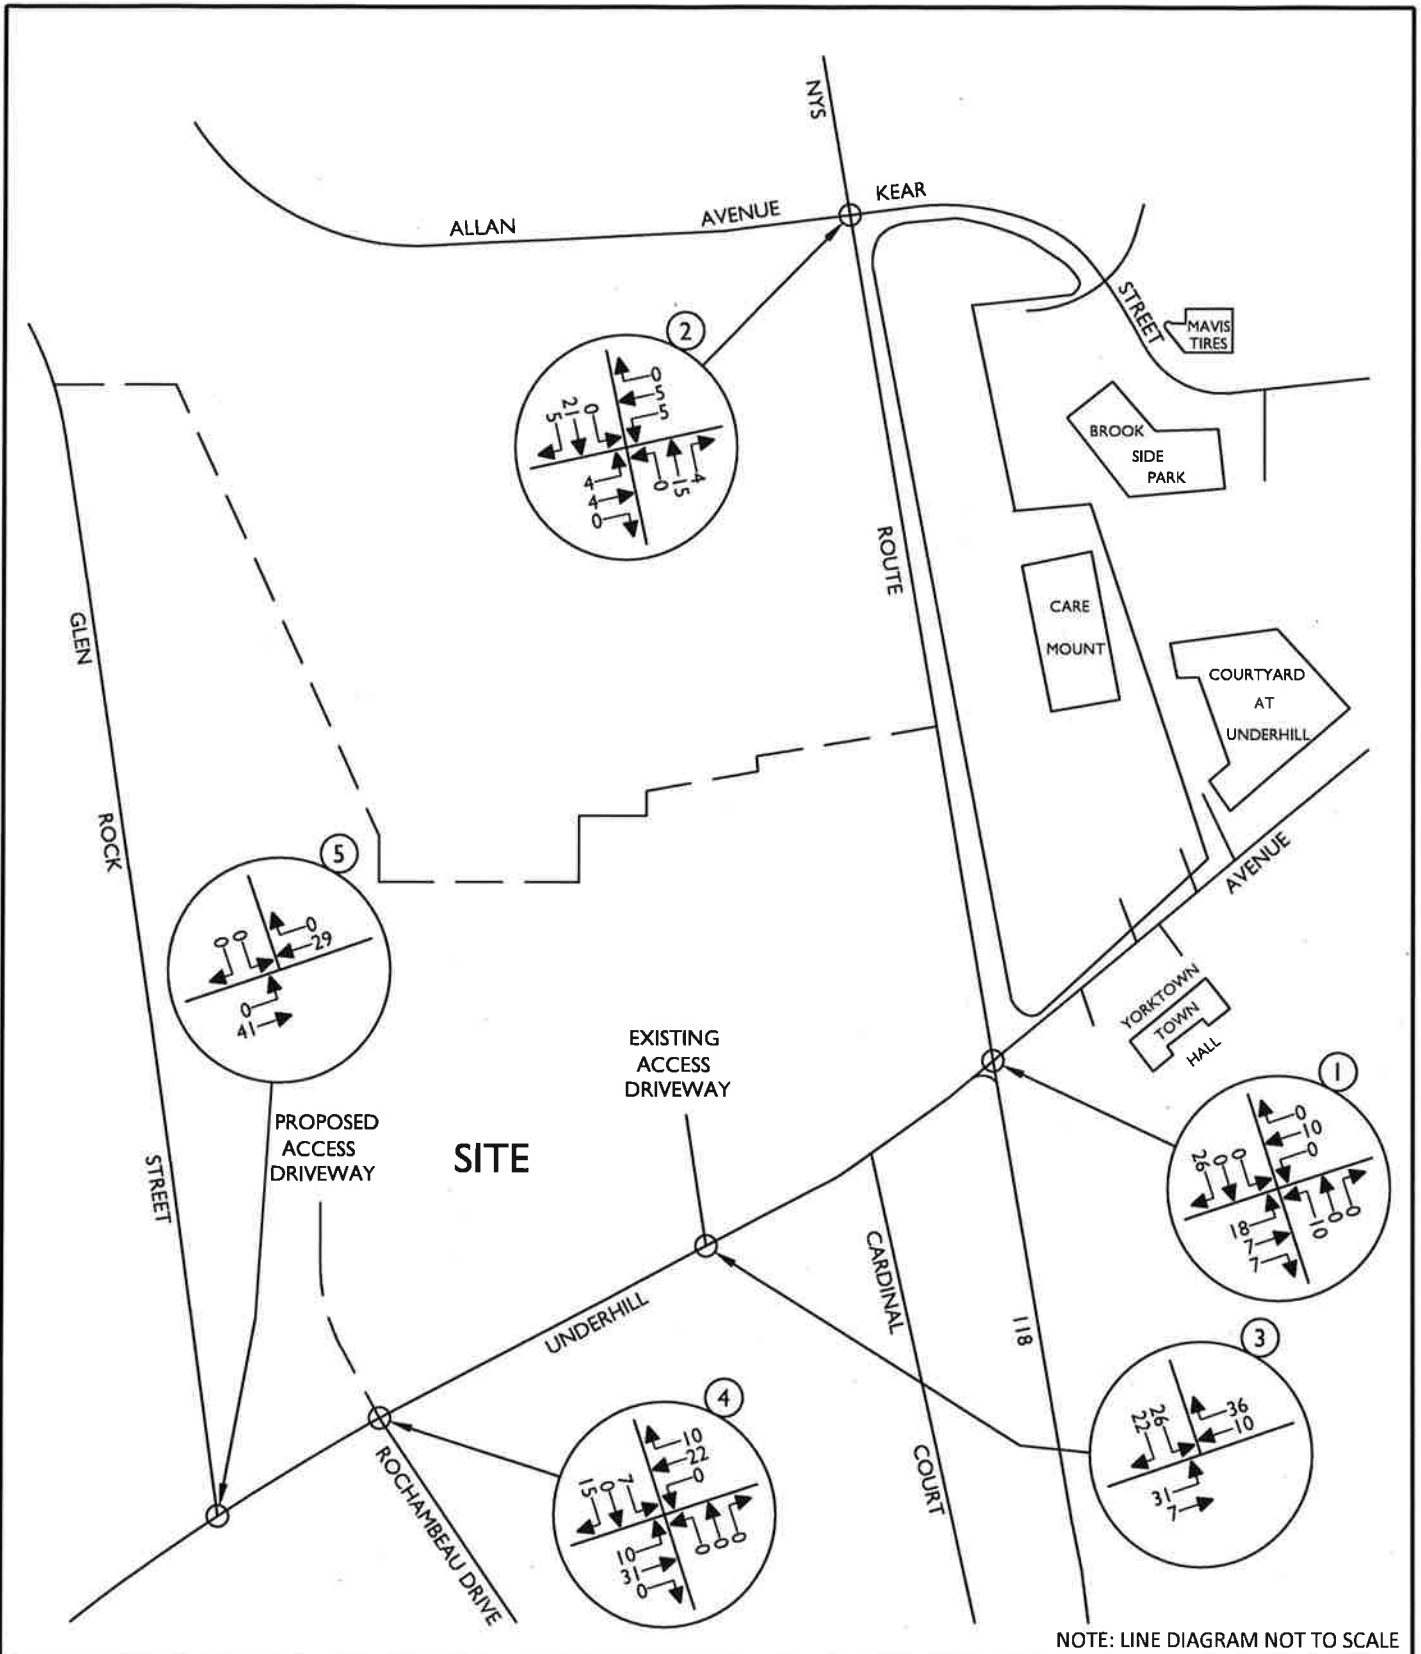 NYS
KEAR
ALLAN
AVENUE
STREET
MAVIS
TIRES
2
0
5
5
5
21
0
4
4
0
0
15
4
BROOK
SIDE
PARK
ROUTE
CARE
MOUNT
GLEN
COURTYARD
AT
UNDERHILL
ROCK
5
0
29
0
0
0
41
AVENUE
YORKTOWN
TOWN
HALL
EXISTING
ACCESS
DRIVEWAY
1
0
10
0
26
0
0
18
7
7
10
0
0
PROPOSED
ACCESS
DRIVEWAY
SITE
STREET
CARDINAL
UNDERHILL
118
3
36
10
22
26
31
7
4
10
22
0
15
0
7
10
31
0
0
0
0
ROCHAMBEAU DRIVE
COURT
NOTE: LINE DIAGRAM NOT TO SCALE